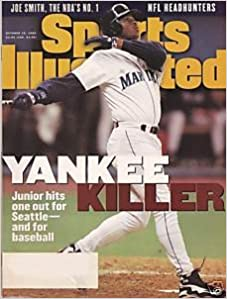 JOE SMITH, THE NBA'S NO. 1
NFL HEADHUNTERS
Sports
Illustrated
MAR
YANKEE
KILLER
Junior hits
one out for
Seattle—
and for
baseball